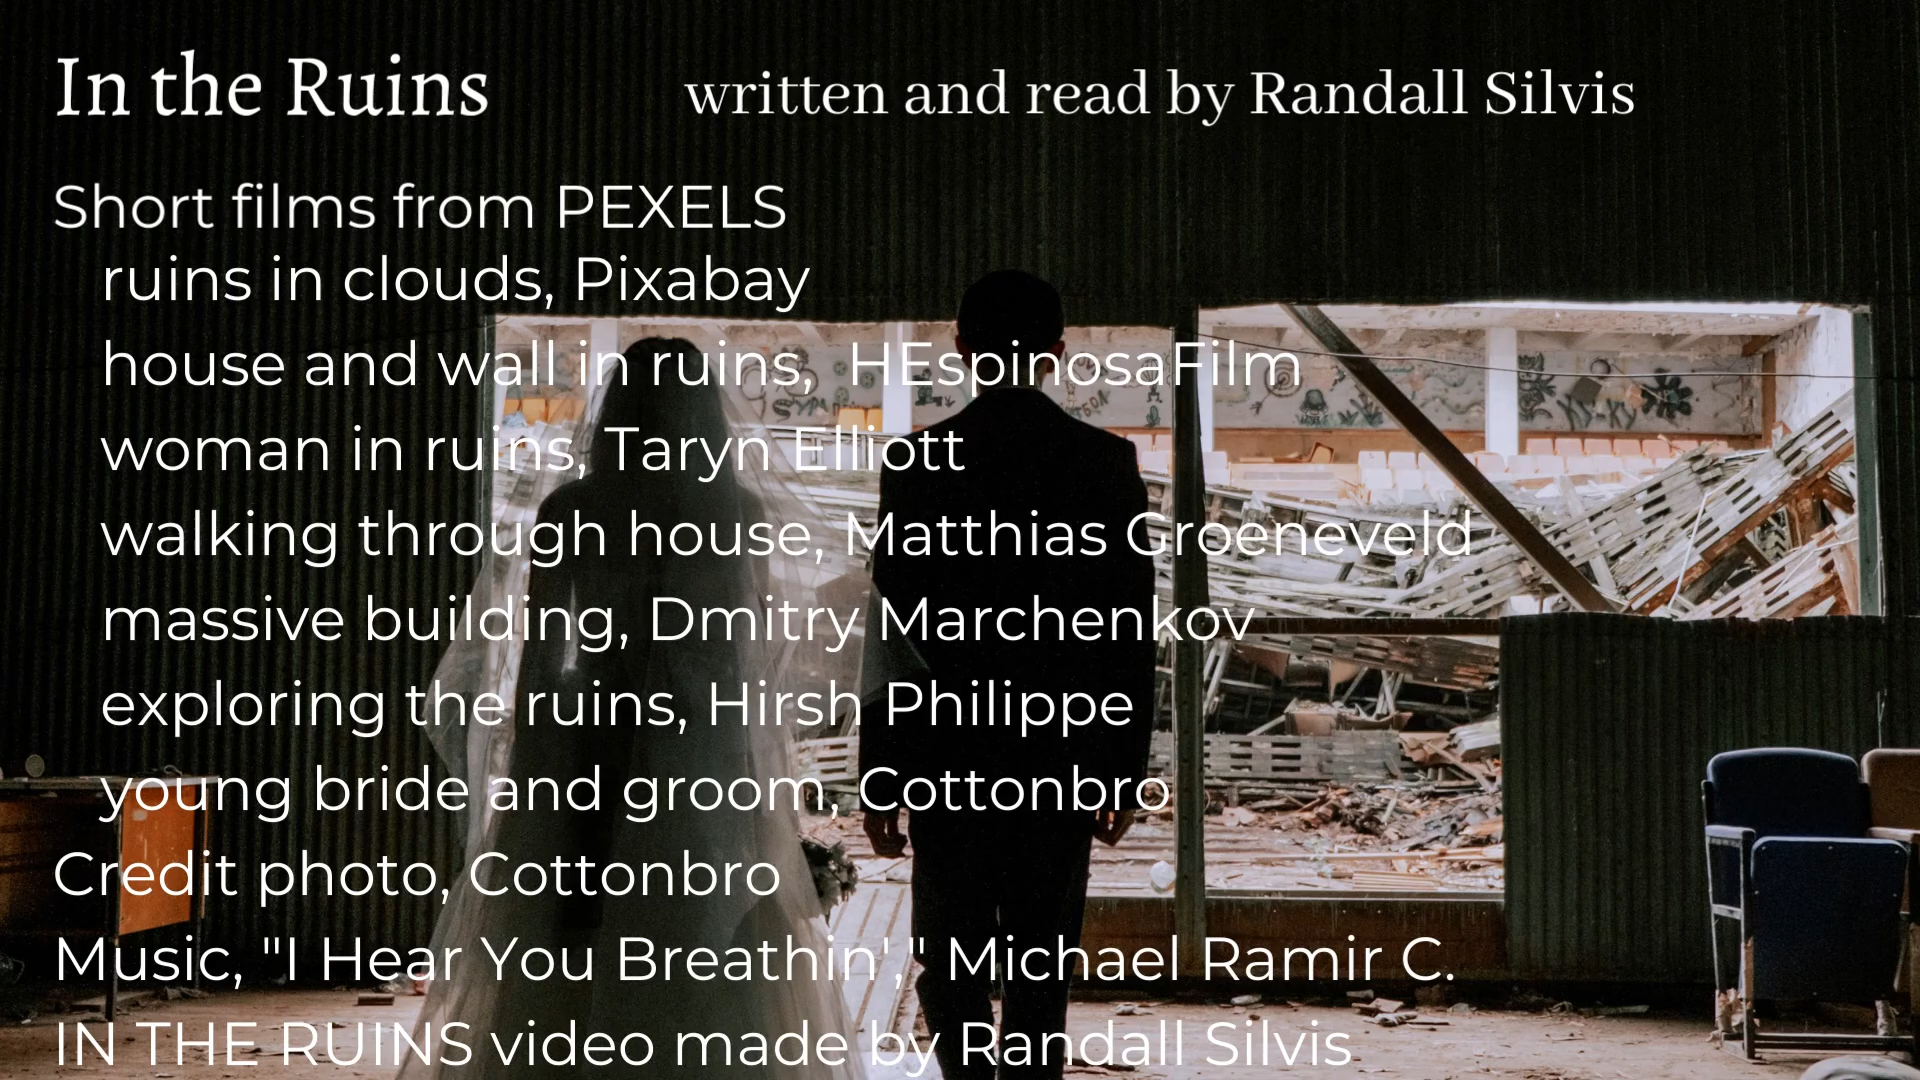 In the Ruins written and read by Randall Silvis
Short films from PEXELS
ruins in clouds, Pixabay
house and wall in ruins, HEspinosaFilm
woman in ruins, Taryn Elliott
walking through house, Matthias Groeneveld
massive building, Dmitry Marchenkov
exploring the ruins, Hirsh Philippe
young bride and groom, Cottonbro
Credit photo, Cottonbro
Music, "I Hear You Breathin'," Michael Ramir C.
IN THE RUINS video made by Randall Silvis